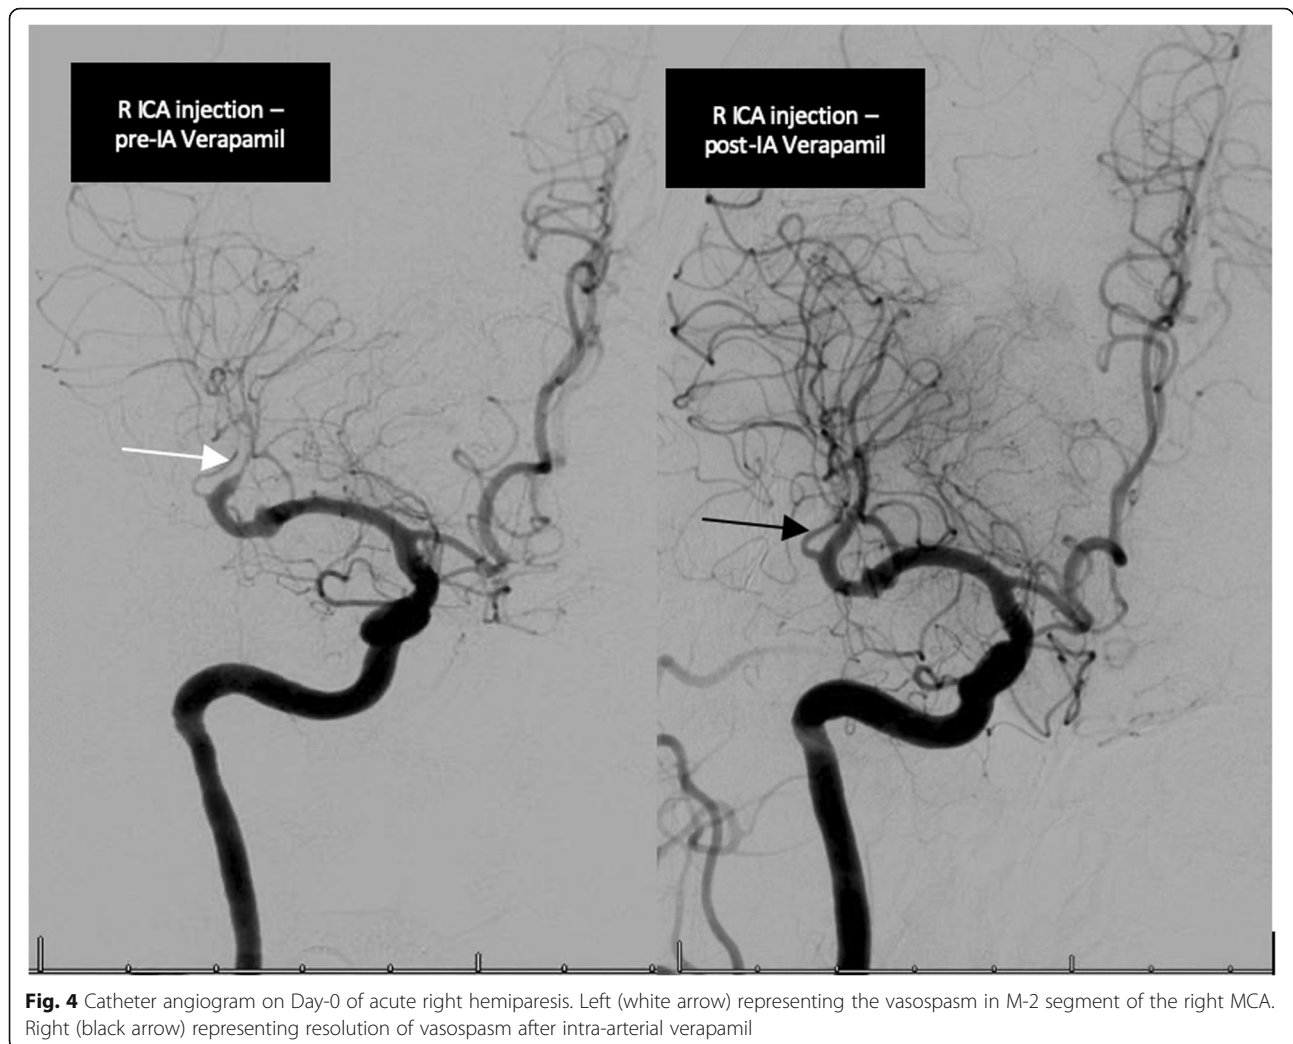 R ICA injection –
pre-IA Verapamil
R ICA injection –
post-IA Verapamil
Fig. 4 Catheter angiogram on Day-0 of acute right hemiparesis. Left (white arrow) representing the vasospasm in M-2 segment of the right MCA.
Right (black arrow) representing resolution of vasospasm after intra-arterial verapamil